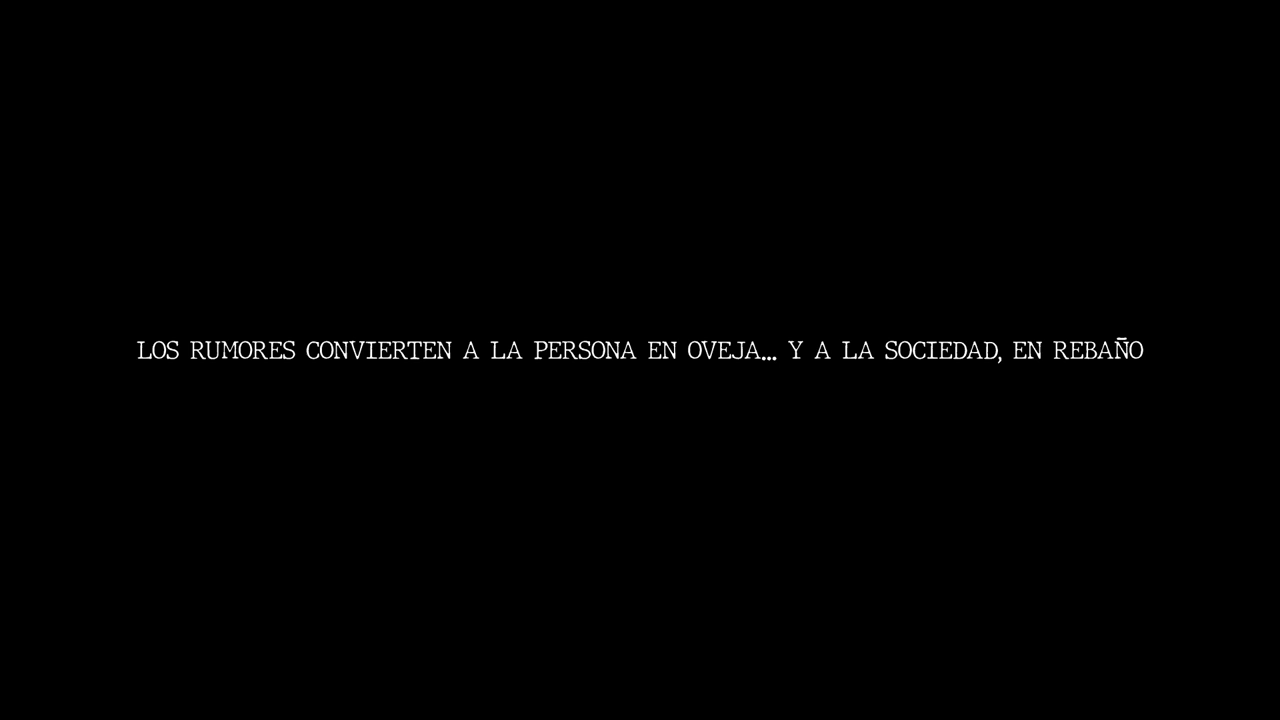 LOS RUMORES CONVIERTEN A LA PERSONA EN OVEJA... Y A LA SOCIEDAD, EN REBAÑO